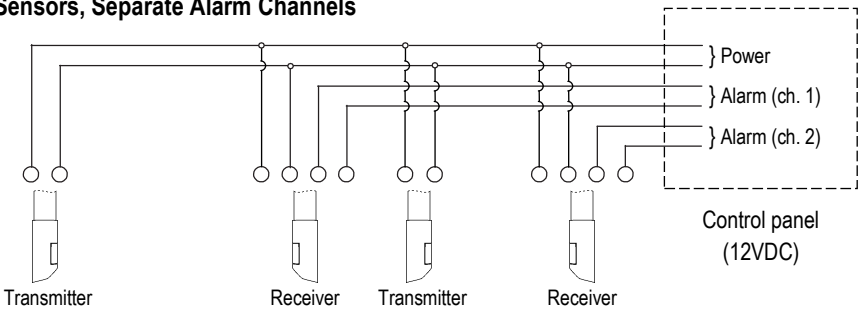 Sensors, Separate Alarm Channels
} Power
} Alarm (ch. 1)
} Alarm (ch. 2)
Control panel
(12VDC)
Transmitter
Receiver
Transmitter
Receiver